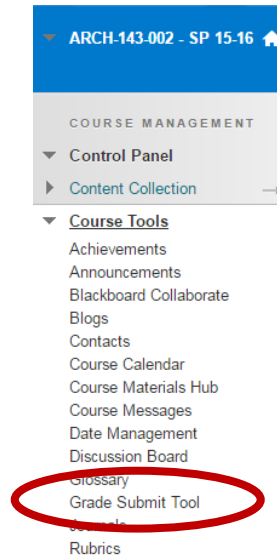 ARCH-143-002 - SP 15-16
COURSE MANAGEMENT
Control Panel
Content Collection
Course Tools
Achievements
Announcements
Blackboard Collaborate
Blogs
Contacts
Course Calendar
Course Materials Hub
Course Messages
Date Management
Discussion Board
Glossary
Grade Submit Tool
Journals
Rubrics